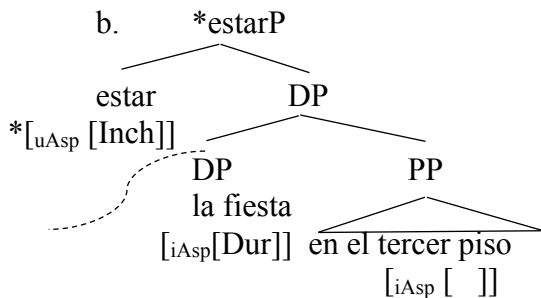 b. *estarP
estar DP
*[uAsp [Inch]]
DP PP
la fiesta
[iAsp[Dur]] en el tercer piso
[iAsp [ ]]